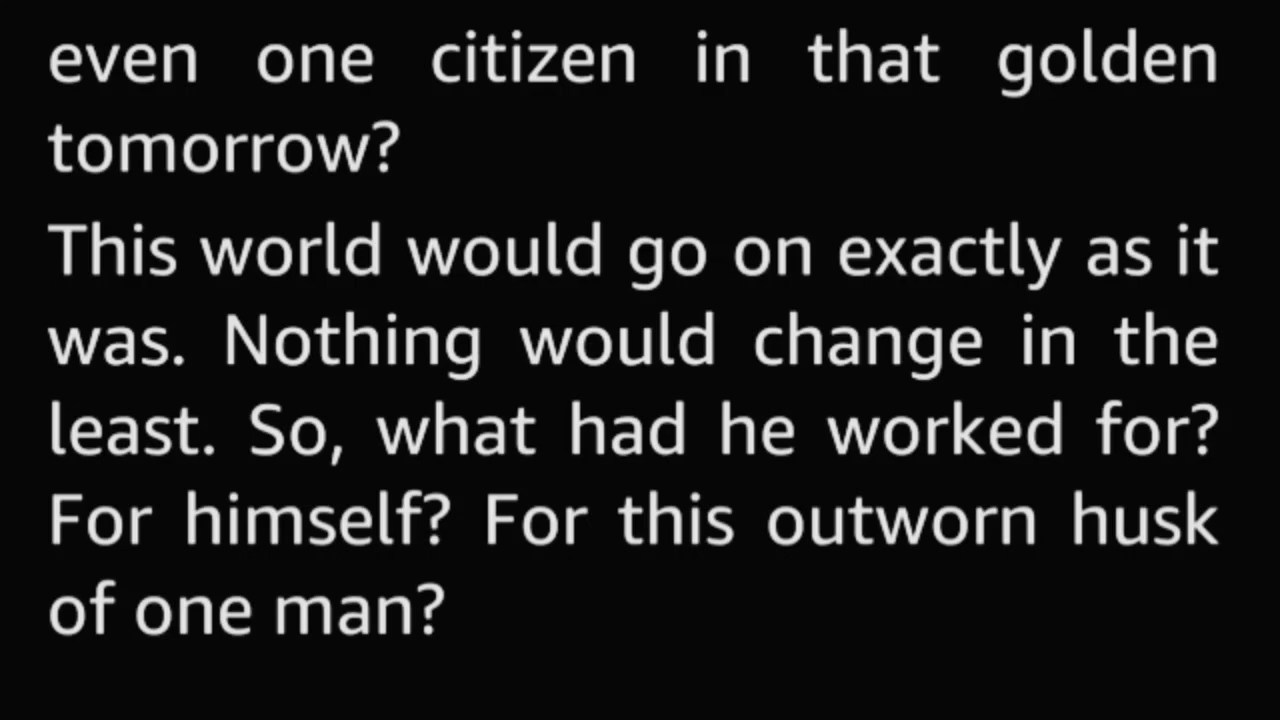 even one citizen in that golden
tomorrow?
This world would go on exactly as it
was. Nothing would change in the
least. So, what had he worked for?
For himself? For this outworn husk
of one man?